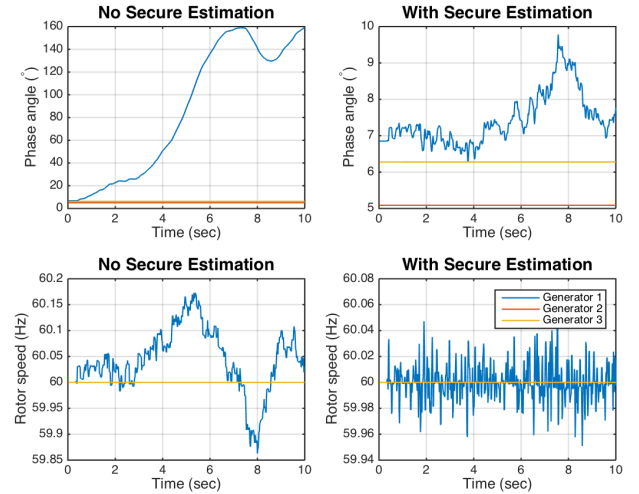 No Secure Estimation
160
140
120
100
80
60
40
20
0
0 2 4 6 8 10
Phase angle (°)
Time (sec)
With Secure Estimation
10
9
8
7
6
5
0 2 4 6 8 10
Phase angle (°)
Time (sec)
No Secure Estimation
60.2
60.15
60.1
60.05
60
59.95
59.9
59.85
0 2 4 6 8 10
Rotor speed (Hz)
Time (sec)
With Secure Estimation
60.08
60.06
60.04
60.02
60
59.98
59.96
59.94
0 2 4 6 8 10
Rotor speed (Hz)
Time (sec)
Generator 1
Generator 2
Generator 3